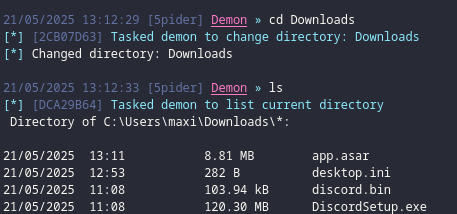 21/05/2025 13:12:29 [5pider] Demon » cd Downloads
[*] [2CB07D63] Tasked demon to change directory: Downloads
[*] Changed directory: Downloads
21/05/2025 13:12:33 [5pider] Demon » ls
[*] [DCA29B64] Tasked demon to list current directory
Directory of C:\Users\maxi\Downloads\*:
21/05/2025 13:11 8.81 MB app.asar
21/05/2025 12:53 282 B desktop.ini
21/05/2025 11:08 103.94 kB discord.bin
21/05/2025 11:08 120.30 MB DiscordSetup.exe